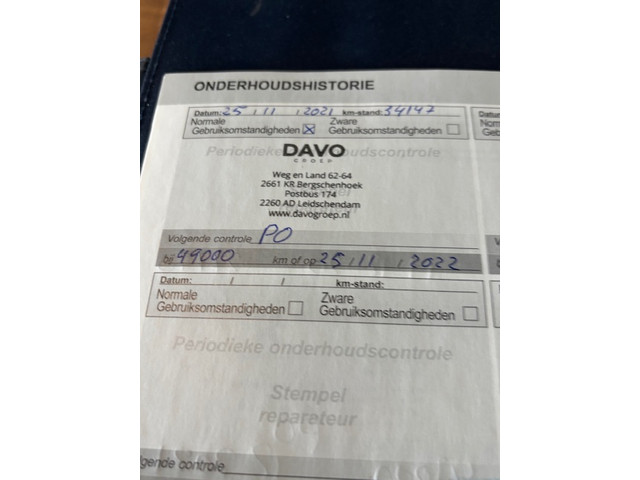 ONDERHOUDSHISTORIE
Datum: 25 / 11 / 2021 km-stand: 34147
Normale Gebruiksomstandigheden ☒ Zware Gebruiksomstandigheden ☐
Periodieke onderhoudscontrole
DAVO
GROEP
Weg en Land 62-64
2661 KR Bergschenhoek
Postbus 174
2260 AD Leidschendam
www.davogroep.nl
Volgende controle PO
bij 49000 km of op 25 / 11 / 2022
Datum: / / km-stand:
Normale Gebruiksomstandigheden ☐ Zware Gebruiksomstandigheden ☐
Periodieke onderhoudscontrole
Stempel
reparateur
lgende controle